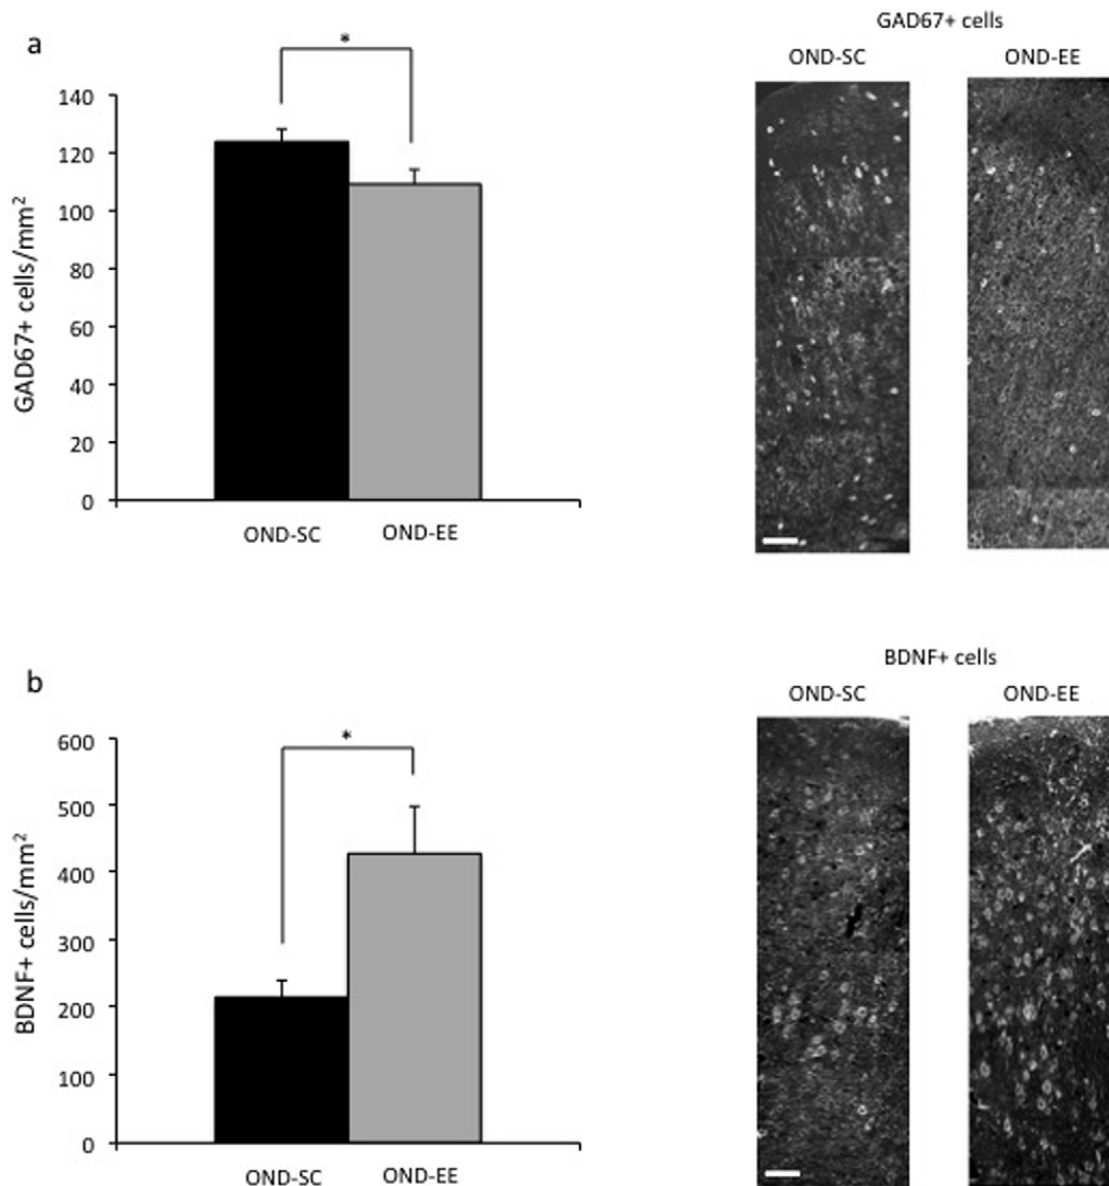 a
*
GAD67+ cells/mm²
140
120
100
80
60
40
20
0
OND-SC OND-EE
GAD67+ cells
OND-SC OND-EE
b
*
BDNF+ cells/mm²
600
500
400
300
200
100
0
OND-SC OND-EE
BDNF+ cells
OND-SC OND-EE